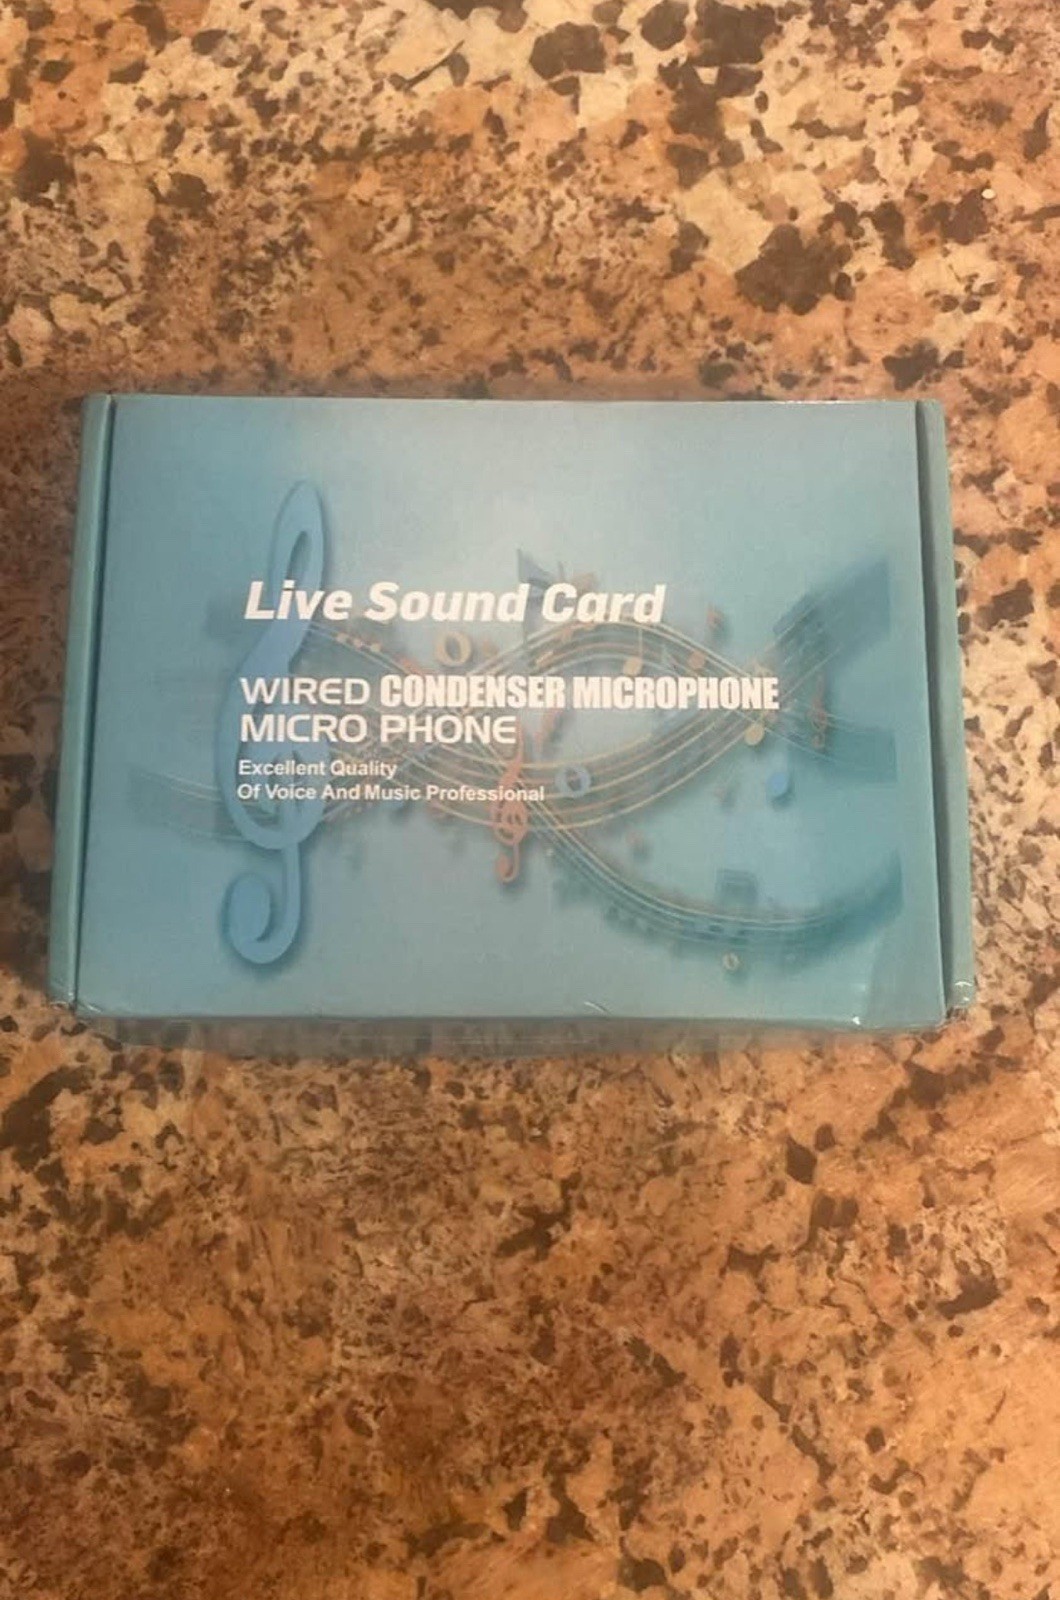 Live Sound Card
WIRED CONDENSER MICROPHONE
MICRO PHONE
Excellent Quality
Of Voice And Music Professional